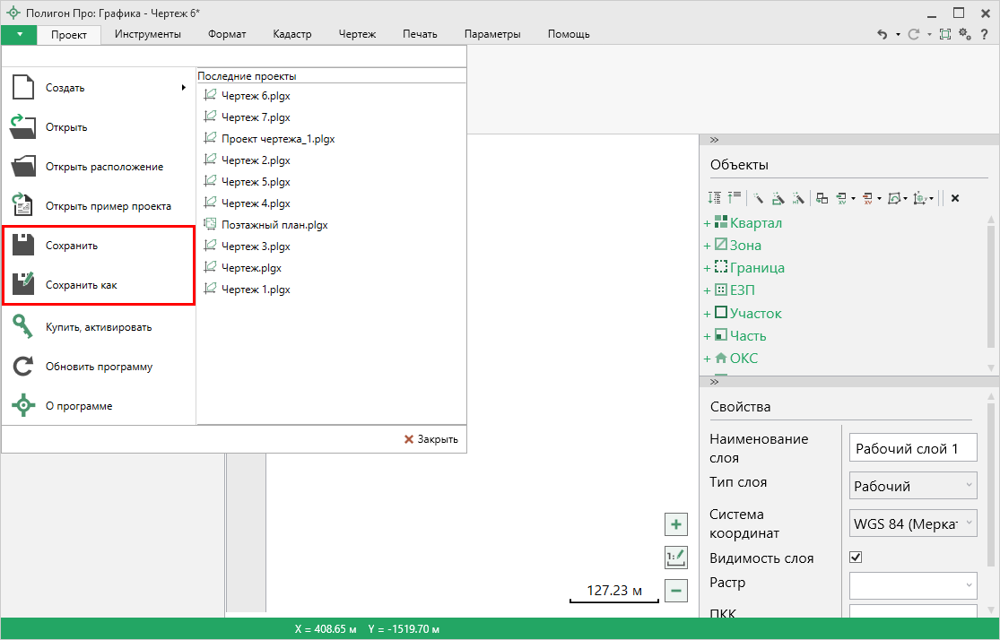 Полигон Про: Графика - Чертеж 6*
Проект
Инструменты
Формат
Кадастр
Чертеж
Печать
Параметры
Помощь
?
Создать
Открыть
Открыть расположение
Открыть пример проекта
Сохранить
Сохранить как
Купить, активировать
Обновить программу
О программе
Последние проекты
Чертеж 6.plgx
Чертеж 7.plgx
Проект чертежа_1.plgx
Чертеж 2.plgx
Чертеж 5.plgx
Чертеж 4.plgx
Поэтажный план.plgx
Чертеж 3.plgx
Чертеж.plgx
Чертеж 1.plgx
Закрыть
Объекты
+ Квартал
+ Зона
+ Граница
+ ЕЗП
+ Участок
+ Часть
+ ОКС
Свойства
Наименование
слоя
Рабочий слой 1
Тип слоя
Рабочий
Система
координат
WGS 84 (Меркат
Видимость слоя
Растр
ПКК
1:
127.23 м
X = 408.65 м Y = -1519.70 м